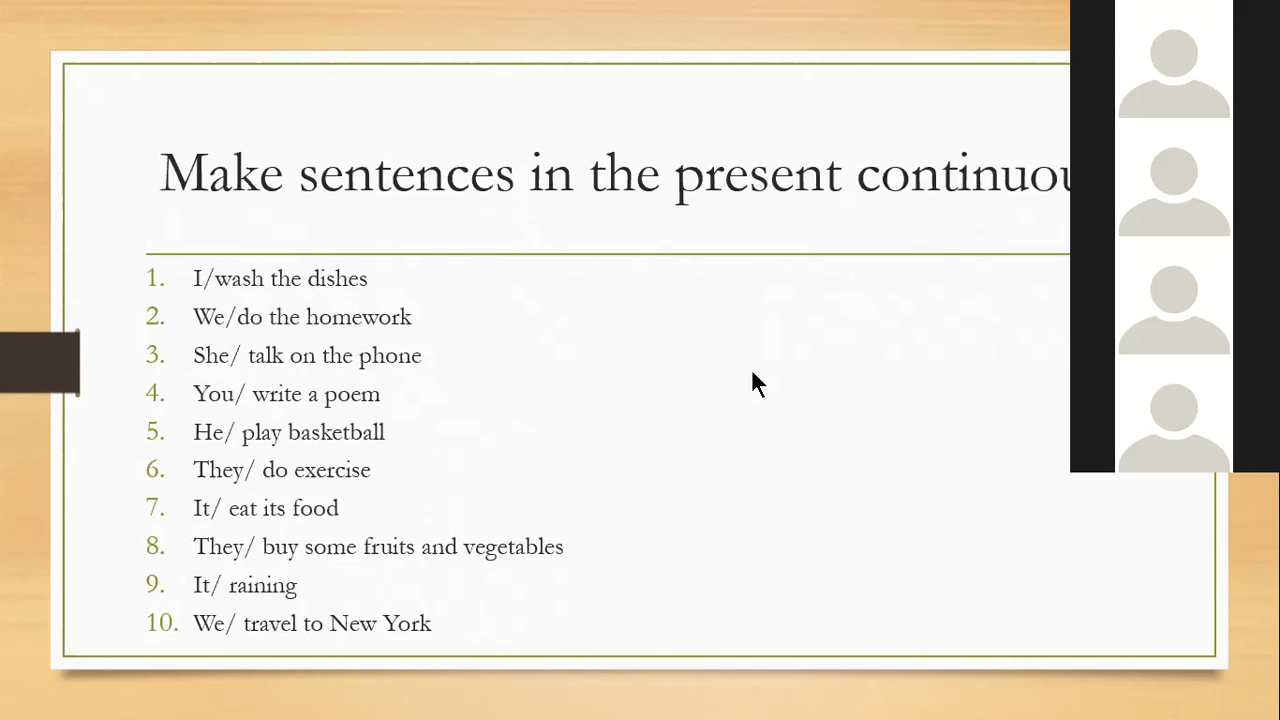 Make sentences in the present continuou
1. I/wash the dishes
2. We/do the homework
3. She/ talk on the phone
4. You/ write a poem
5. He/ play basketball
6. They/ do exercise
7. It/ eat its food
8. They/ buy some fruits and vegetables
9. It/ raining
10. We/ travel to New York